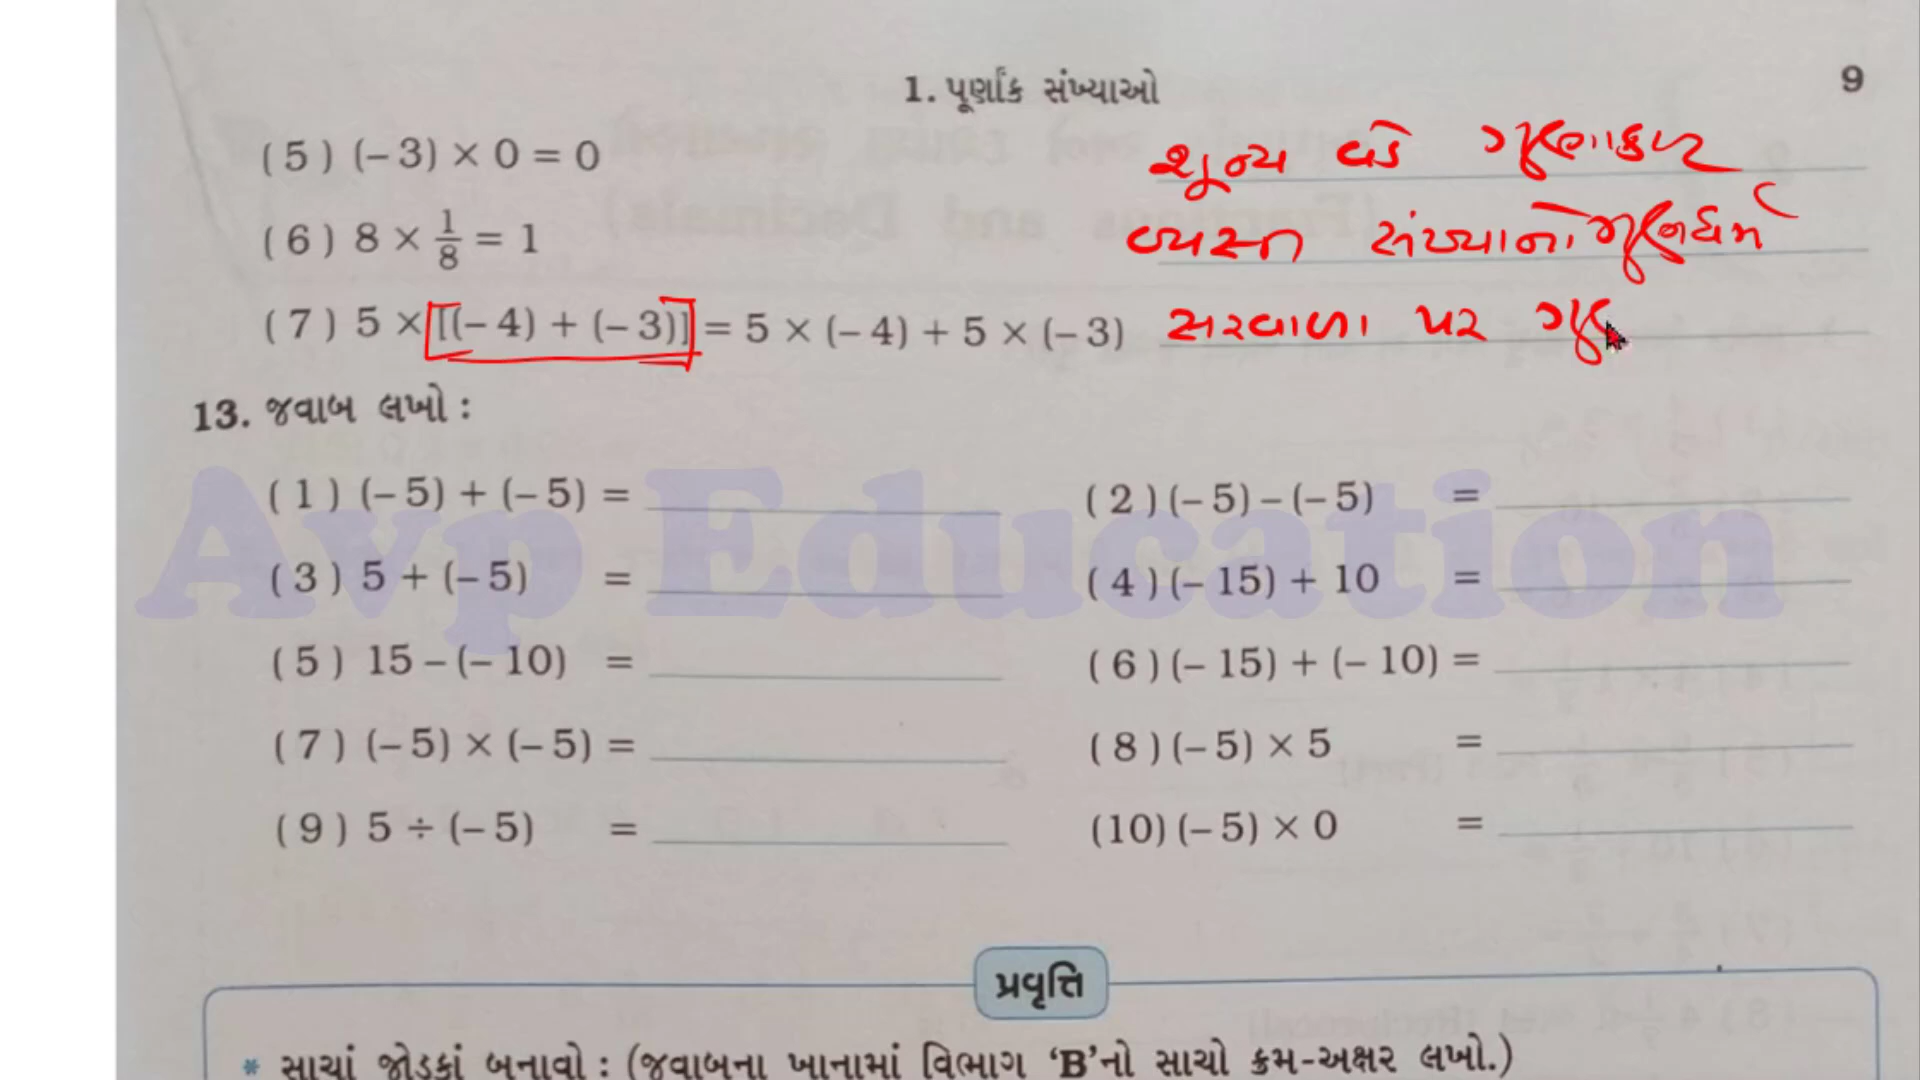 1. પૂર્ણાંક સંખ્યાઓ 9
(5) (– 3) × 0 = 0 શૂન્ય વડે ગુણાકાર
(6) 8 × 1/8 = 1 વ્યસ્ત સંખ્યાનો ગુણધર્મ
(7) 5 × [(– 4) + (– 3)] = 5 × (– 4) + 5 × (– 3) સરવાળા પર
13. જવાબ લખો :
(1) (– 5) + (– 5) = (2) (– 5) – (– 5) =
(3) 5 + (– 5) = (4) (– 15) + 10 =
(5) 15 – (– 10) = (6) (– 15) + (– 10) =
(7) (– 5) × (– 5) = (8) (– 5) × 5 =
(9) 5 ÷ (– 5) = (10) (– 5) × 0 =
Avp Education
પ્રવૃત્તિ
* સાચાં જોડકાં બનાવો : (જવાબના ખાનામાં વિભાગ ‘B’નો સાચો ક્રમ-અક્ષર લખો.)